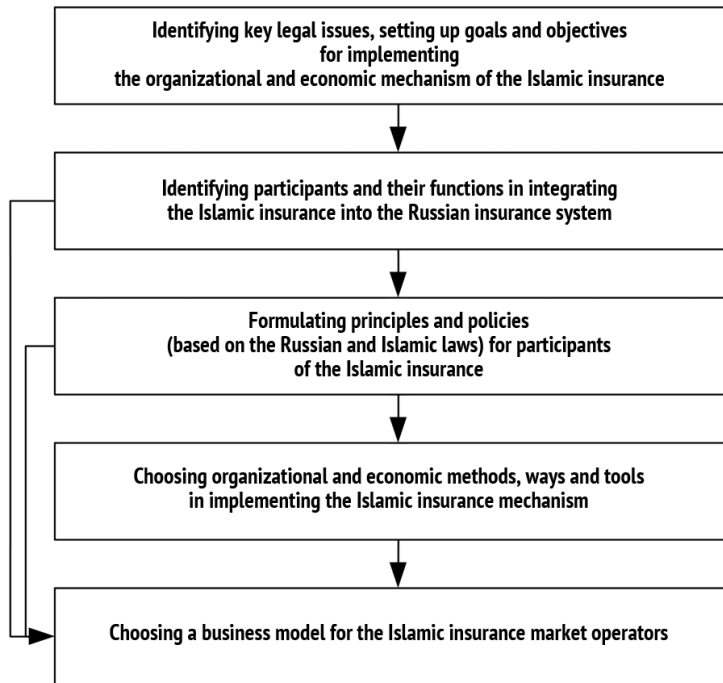 Identifying key legal issues, setting up goals and objectives
for implementing
the organizational and economic mechanism of the Islamic insurance
Identifying participants and their functions in integrating
the Islamic insurance into the Russian insurance system
Formulating principles and policies
(based on the Russian and Islamic laws) for participants
of the Islamic insurance
Choosing organizational and economic methods, ways and tools
in implementing the Islamic insurance mechanism
Choosing a business model for the Islamic insurance market operators